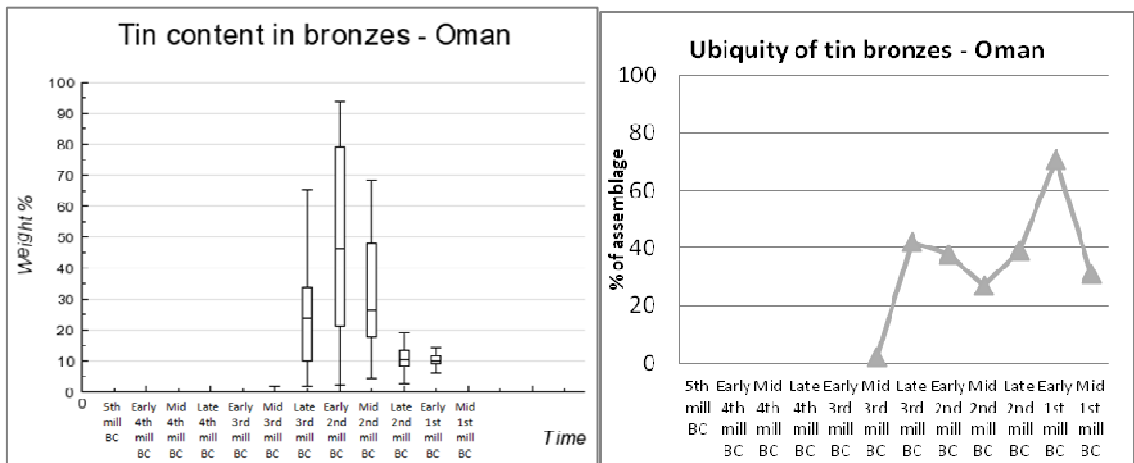 Tin content in bronzes - Oman
Weight %
100
90
80
70
60
50
40
30
20
10
0
0
5th Early Mid Late Early Mid Late Early Mid Late Early Mid
mill 4th 4th 4th 3rd 3rd 3rd 2nd 2nd 2nd 1st 1st
BC mill mill mill mill mill mill mill mill mill mill mill
BC BC BC BC BC BC BC BC BC BC BC
Time
Ubiquity of tin bronzes - Oman
% of assemblage
100
80
60
40
20
0
5th Early Mid Late Early Mid Late Early Mid Late Early Mid
mill 4th 4th 4th 3rd 3rd 3rd 2nd 2nd 2nd 1st 1st
BC mill mill mill mill mill mill mill mill mill mill mill
BC BC BC BC BC BC BC BC BC BC BC